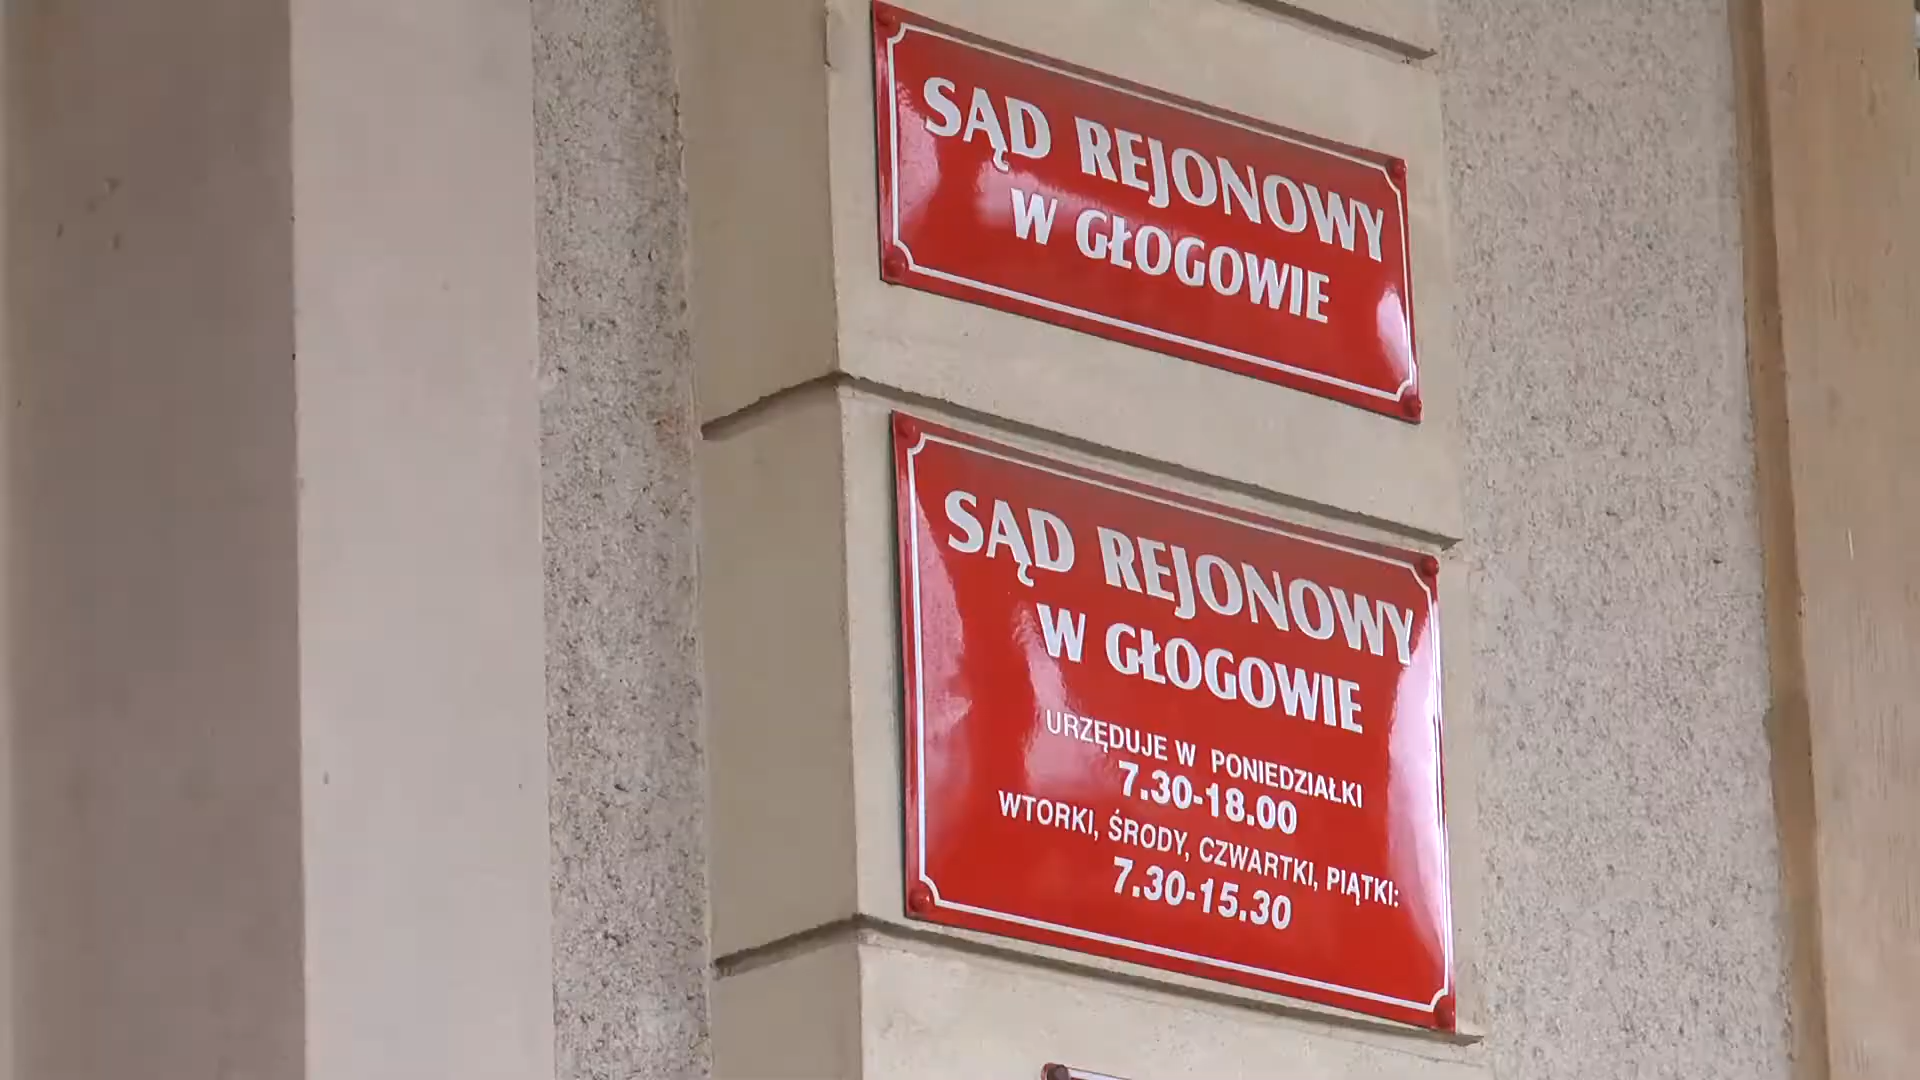 SĄD REJONOWY
W GŁOGOWIE
SĄD REJONOWY
W GŁOGOWIE
URZĘDUJE W PONIEDZIAŁKI
7.30-18.00
WTORKI, ŚRODY, CZWARTKI, PIĄTKI:
7.30-15.30